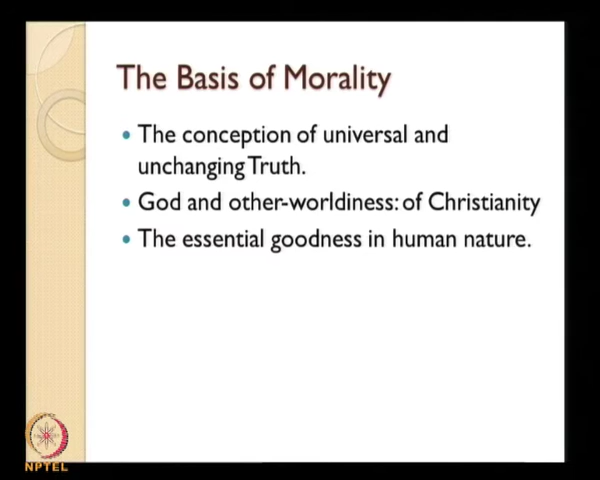 The Basis of Morality
• The conception of universal and
unchanging Truth.
• God and other-worldiness: of Christianity
• The essential goodness in human nature.
NPTEL